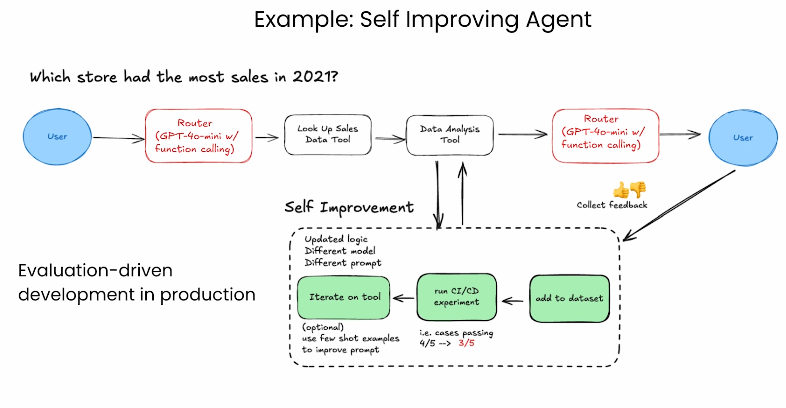 Example: Self Improving Agent
Which store had the most sales in 2021?
User
Router
(GPT-4o-mini w/
function calling)
Look Up Sales
Data Tool
Data Analysis
Tool
Router
(GPT-4o-mini w/
function calling)
User
Collect feedback
Self Improvement
Updated logic
Different model
Different prompt
Iterate on tool
run CI/CD
experiment
add to dataset
(optional)
use few shot examples
to improve prompt
i.e. cases passing
4/5 --> 3/5
Evaluation-driven
development in production